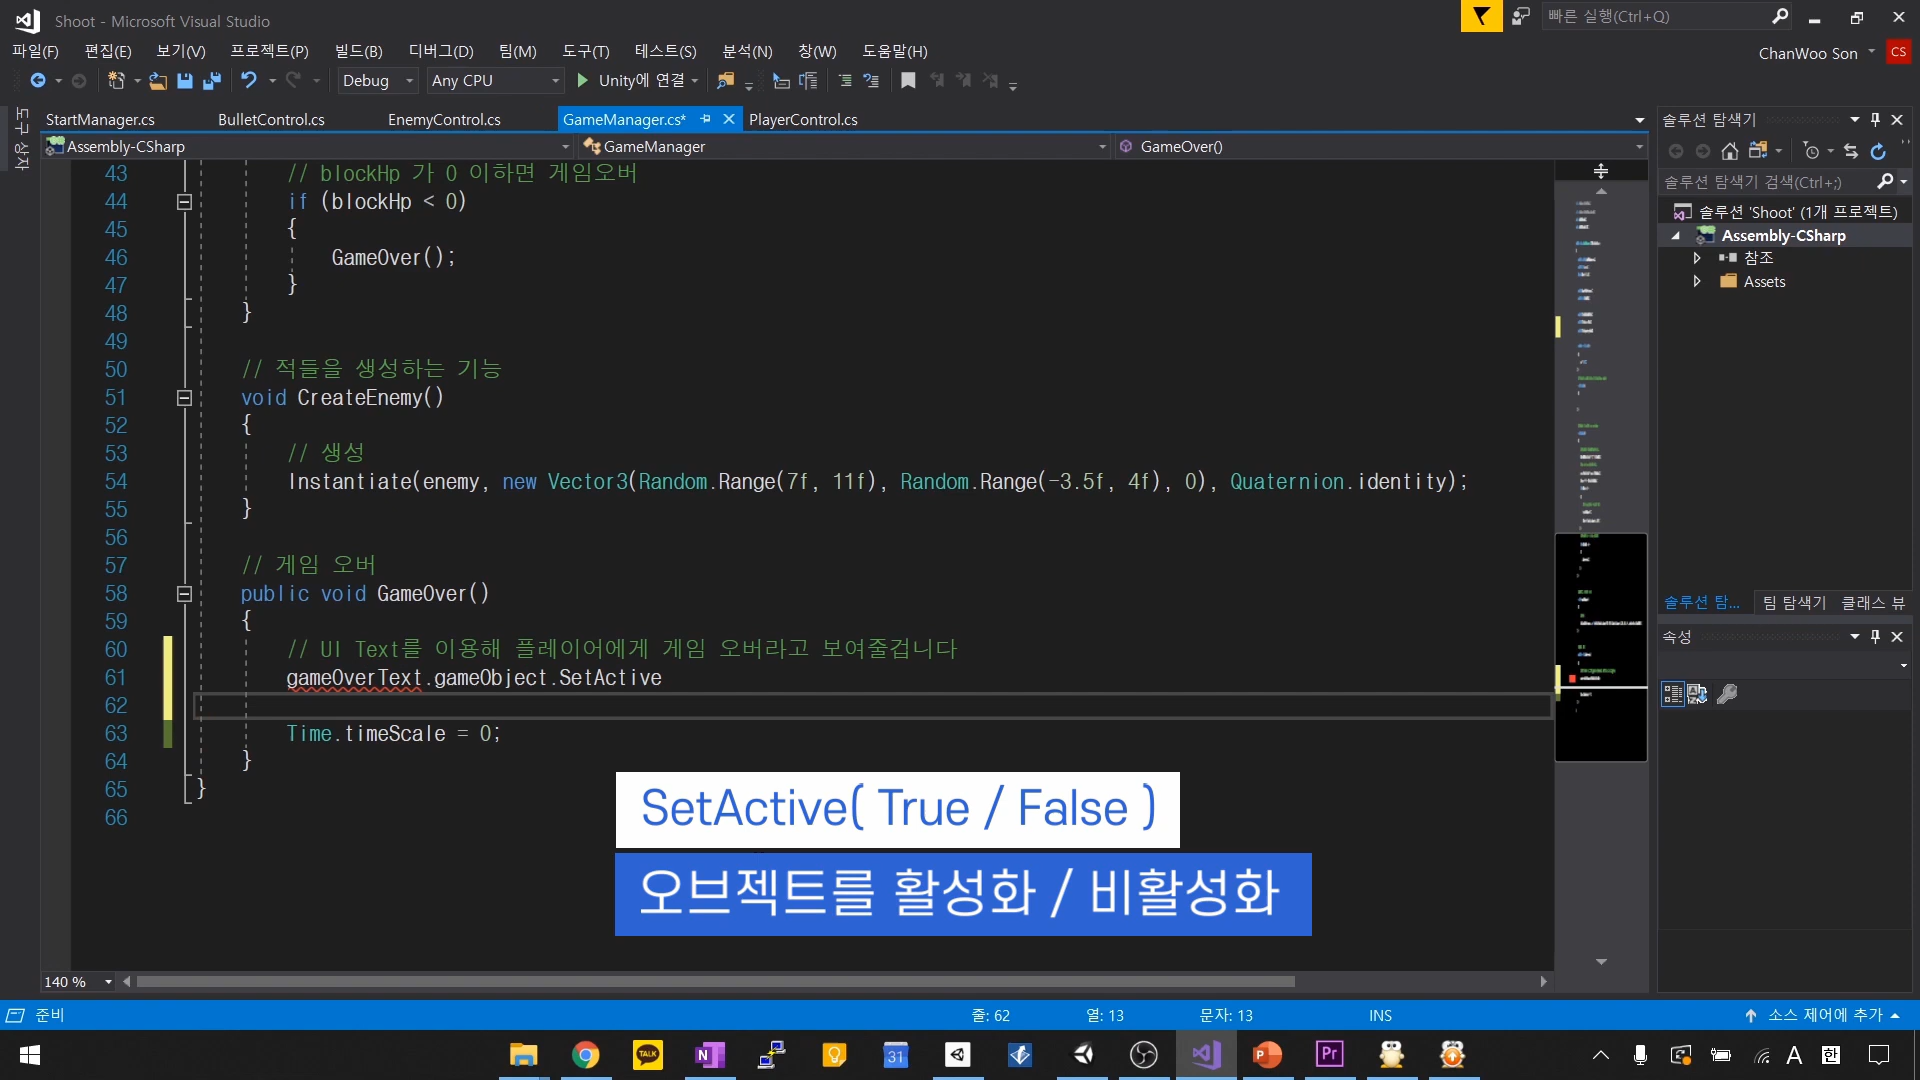 Shoot - Microsoft Visual Studio
빠른 실행(Ctrl+Q)
파일(F) 편집(E) 보기(V) 프로젝트(P) 빌드(B) 디버그(D) 팀(M) 도구(T) 테스트(S) 분석(N) 창(W) 도움말(H)
ChanWoo Son CS
Debug Any CPU Unity에 연결
도구 상자
StartManager.cs BulletControl.cs EnemyControl.cs GameManager.cs* PlayerControl.cs
Assembly-CSharp GameManager GameOver()
43 // blockHp 가 0 이하면 게임오버
44 if (blockHp < 0)
45 {
46 GameOver();
47 }
48 }
49
50 // 적들을 생성하는 기능
51 void CreateEnemy()
52 {
53 // 생성
54 Instantiate(enemy, new Vector3(Random.Range(7f, 11f), Random.Range(-3.5f, 4f), 0), Quaternion.identity);
55 }
56
57 // 게임 오버
58 public void GameOver()
59 {
60 // UI Text를 이용해 플레이어에게 게임 오버라고 보여줄겁니다
61 gameOverText.gameObject.SetActive
62
63 Time.timeScale = 0;
64 }
65 }
66
SetActive( True / False )
오브젝트를 활성화 / 비활성화
솔루션 탐색기
솔루션 탐색기 검색(Ctrl+;)
솔루션 'Shoot' (1개 프로젝트)
Assembly-CSharp
참조
Assets
솔루션 탐... 팀 탐색기 클래스 뷰
속성
140 %
준비 줄: 62 열: 13 문자: 13 INS 소스 제어에 추가
TALK N 31 P Pr A 한